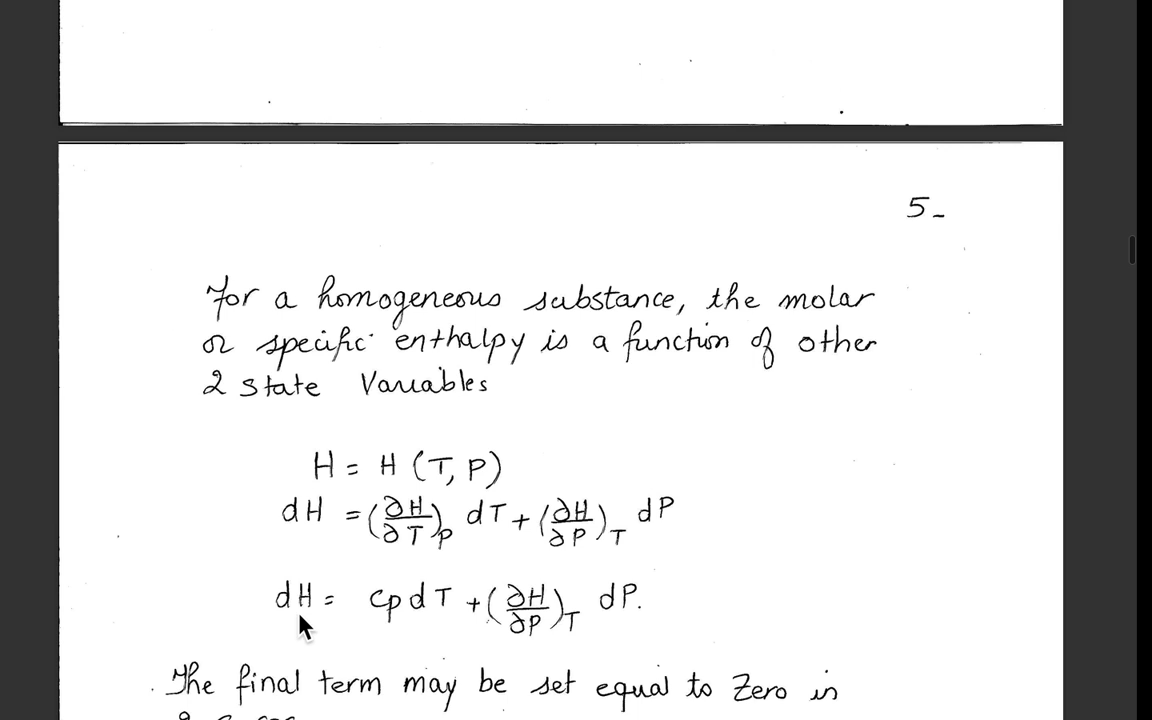 5-
For a homogeneous substance, the molar
or specific enthalpy is a function of other
2 state Variables
H = H (T, P)
dH = (∂H/∂T)P dT + (∂H/∂P)T dP
dH = Cp dT + (∂H/∂P)T dP.
The final term may be set equal to Zero in